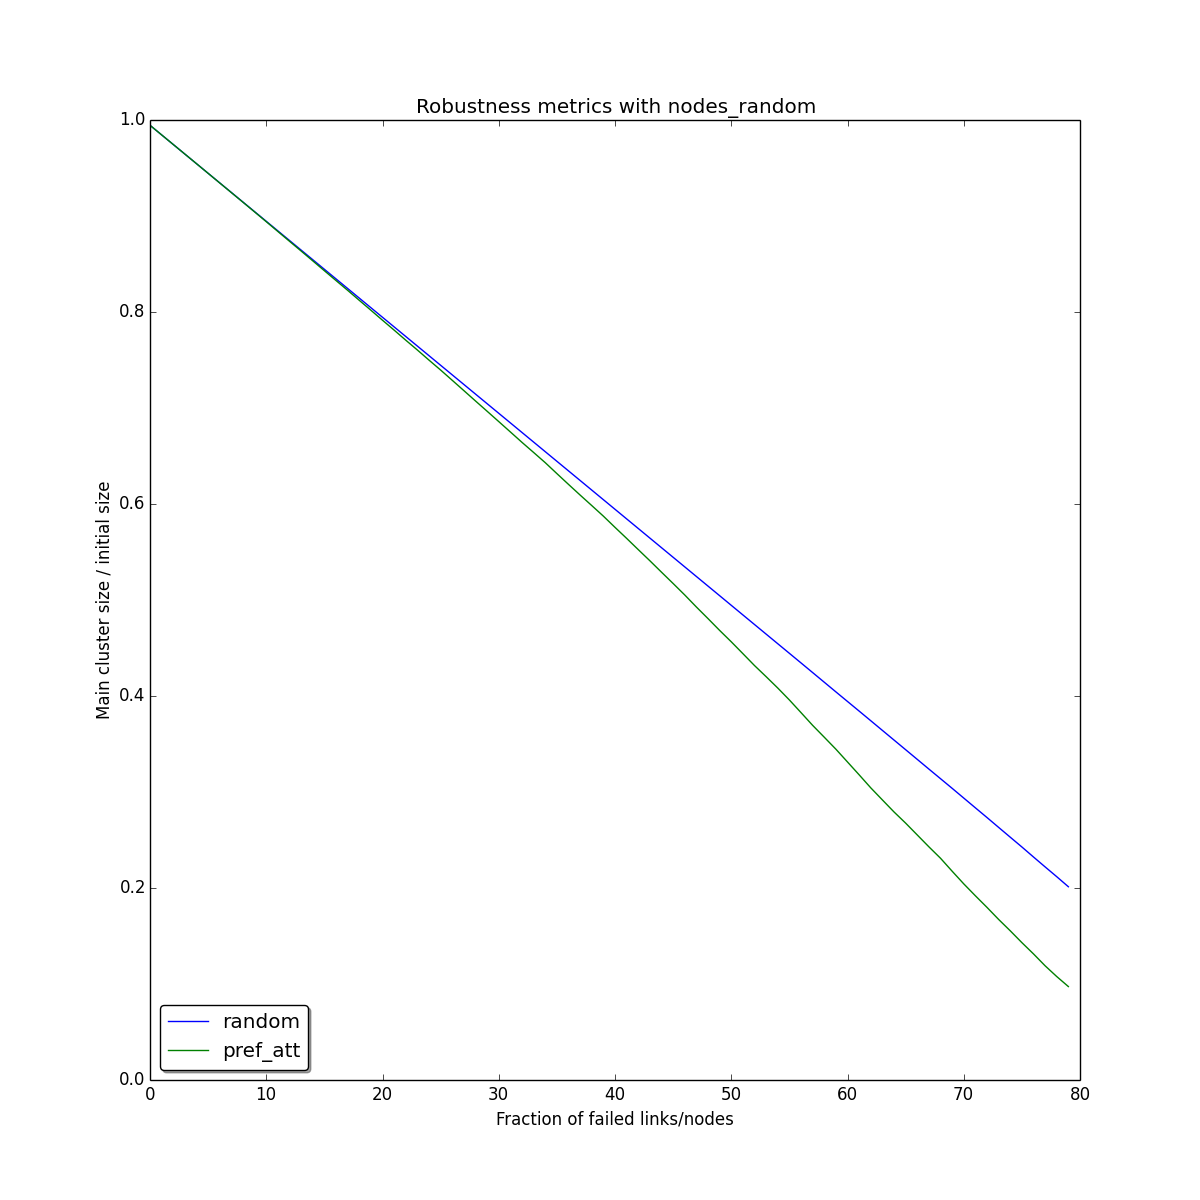 Robustness metrics with nodes_random
1.0
0.8
0.6
0.4
0.2
0.0
Main cluster size / initial size
random
pref_att
0 10 20 30 40 50 60 70 80
Fraction of failed links/nodes